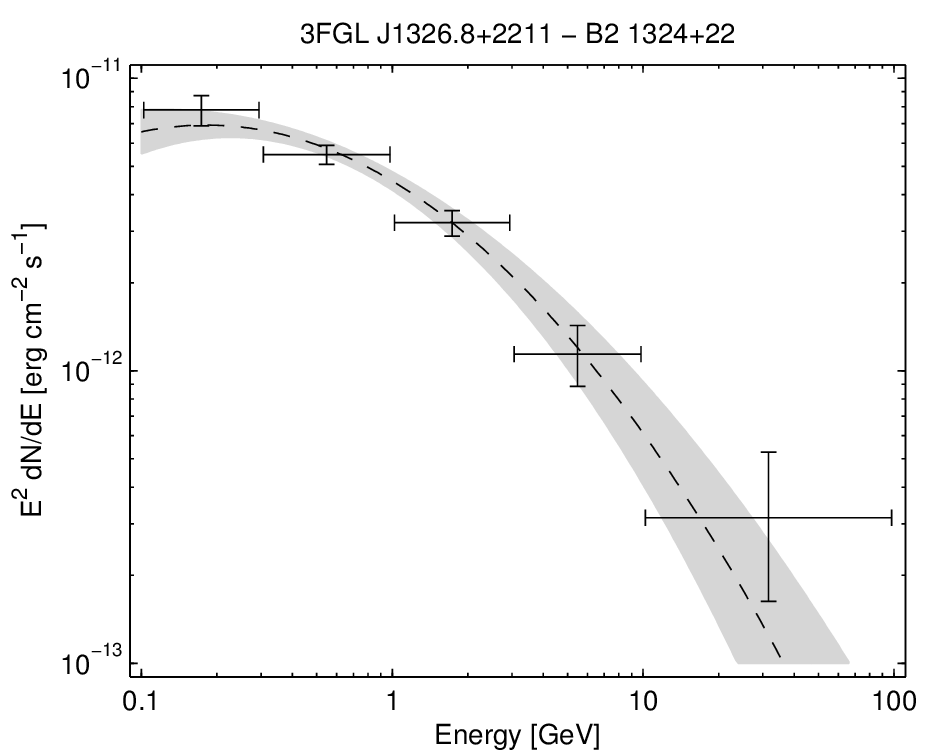 3FGL J1326.8+2211 − B2 1324+22
10⁻¹¹
10⁻¹²
10⁻¹³
E² dN/dE [erg cm⁻² s⁻¹]
0.1 1 10 100
Energy [GeV]